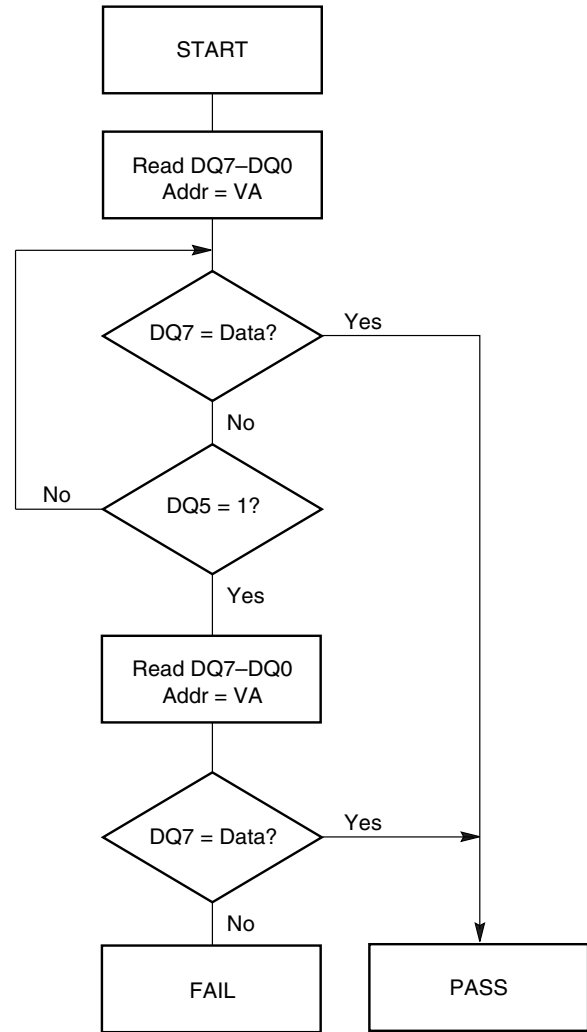 START
Read DQ7–DQ0
Addr = VA
DQ7 = Data?
Yes
No
No
DQ5 = 1?
Yes
Read DQ7–DQ0
Addr = VA
DQ7 = Data?
Yes
No
FAIL
PASS